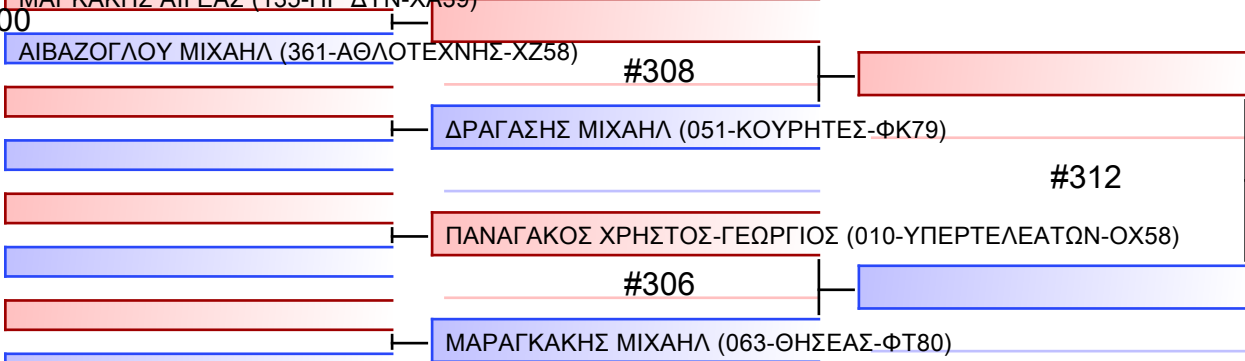 00
ΑΙΒΑΖΟΓΛΟΥ ΜΙΧΑΗΛ (361-ΑΘΛΟΤΕΧΝΗΣ-ΧΖ58)
#308
ΔΡΑΓΑΣΗΣ ΜΙΧΑΗΛ (051-ΚΟΥΡΗΤΕΣ-ΦΚ79)
#312
ΠΑΝΑΓΑΚΟΣ ΧΡΗΣΤΟΣ-ΓΕΩΡΓΙΟΣ (010-ΥΠΕΡΤΕΛΕΑΤΩΝ-ΟΧ58)
#306
ΜΑΡΑΓΚΑΚΗΣ ΜΙΧΑΗΛ (063-ΘΗΣΕΑΣ-ΦΤ80)